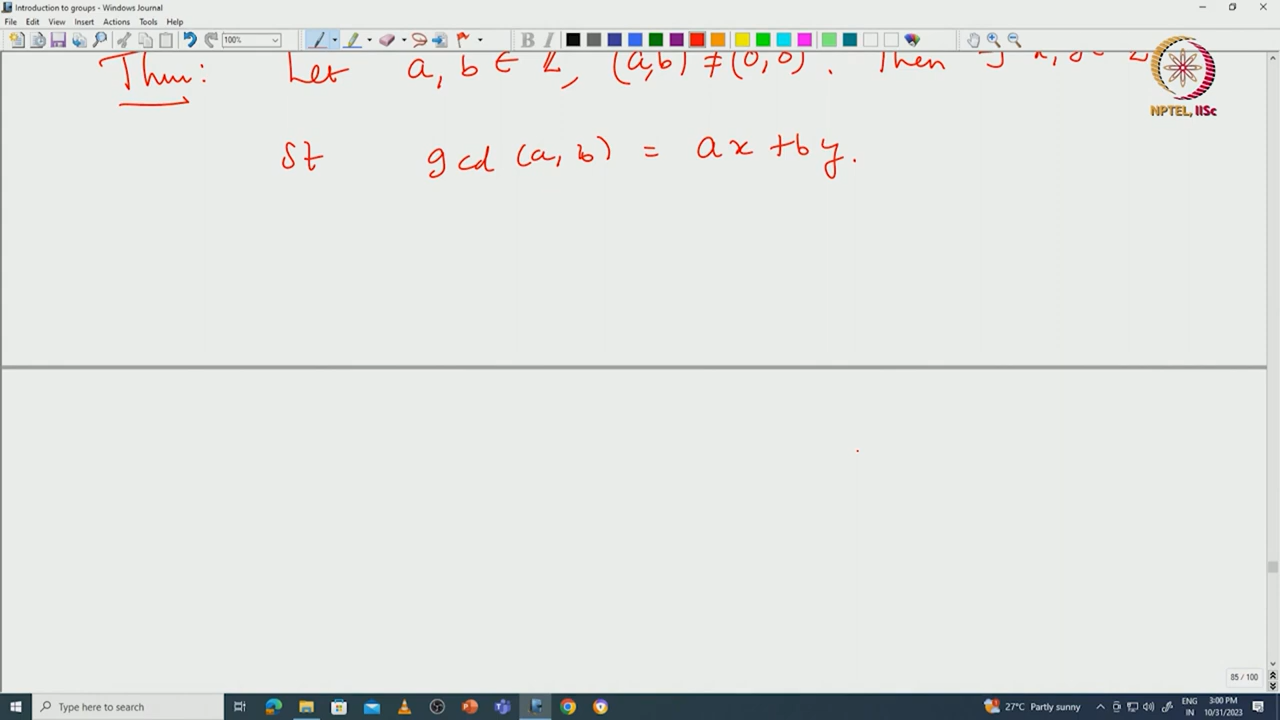 Introduction to groups - Windows Journal
File Edit View Insert Actions Tools Help
100%
B I
Thm: Let a, b ∈ ℤ, (a,b) ≠ (0,0). Then ∃ x, y ∈ ℤ
st gcd (a, b) = ax + by.
NPTEL, IISc
85 / 100
Type here to search
27°C Partly sunny
ENG
IN
3:00 PM
10/31/2023